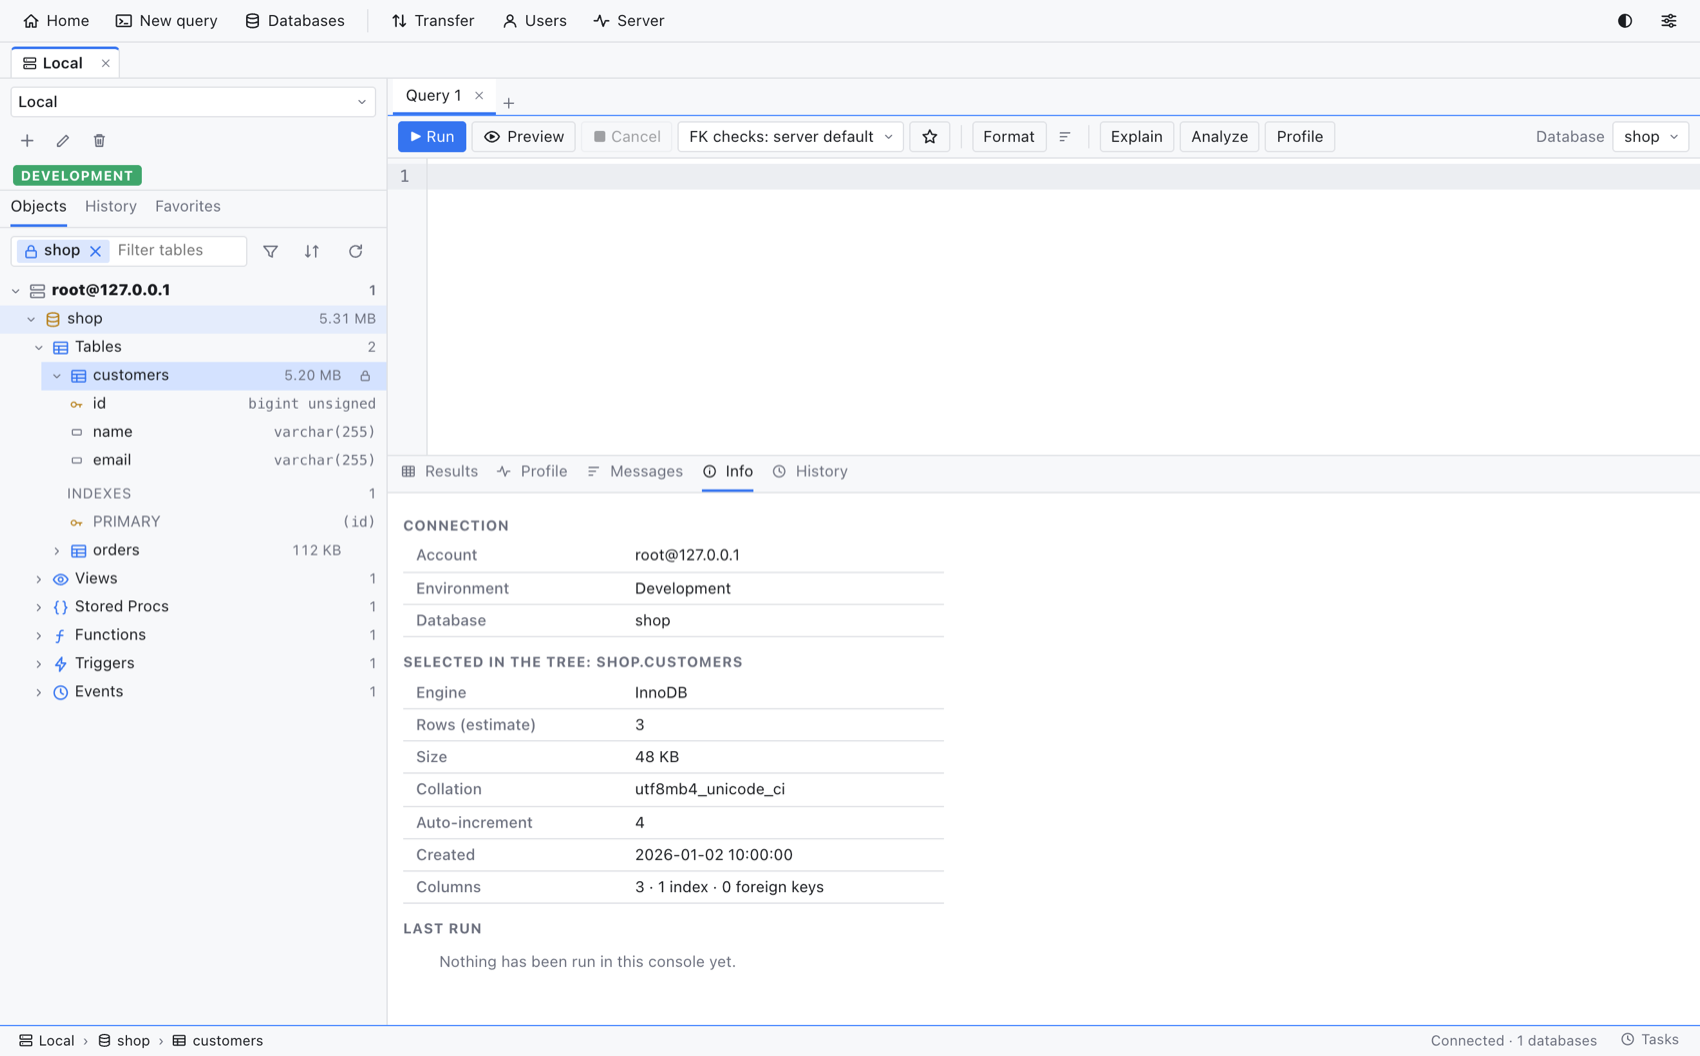 Home New query Databases Transfer Users Server
Local
Local
DEVELOPMENT
Objects History Favorites
shop Filter tables
root@127.0.0.1 1
shop 5.31 MB
Tables 2
customers 5.20 MB
id bigint unsigned
name varchar(255)
email varchar(255)
INDEXES 1
PRIMARY (id)
orders 112 KB
Views 1
Stored Procs 1
Functions 1
Triggers 1
Events 1
Query 1
Run Preview Cancel FK checks: server default Format Explain Analyze Profile Database shop
1
Results Profile Messages Info History
CONNECTION
Account root@127.0.0.1
Environment Development
Database shop
SELECTED IN THE TREE: SHOP.CUSTOMERS
Engine InnoDB
Rows (estimate) 3
Size 48 KB
Collation utf8mb4_unicode_ci
Auto-increment 4
Created 2026-01-02 10:00:00
Columns 3 · 1 index · 0 foreign keys
LAST RUN
Nothing has been run in this console yet.
Local › shop › customers Connected · 1 databases Tasks